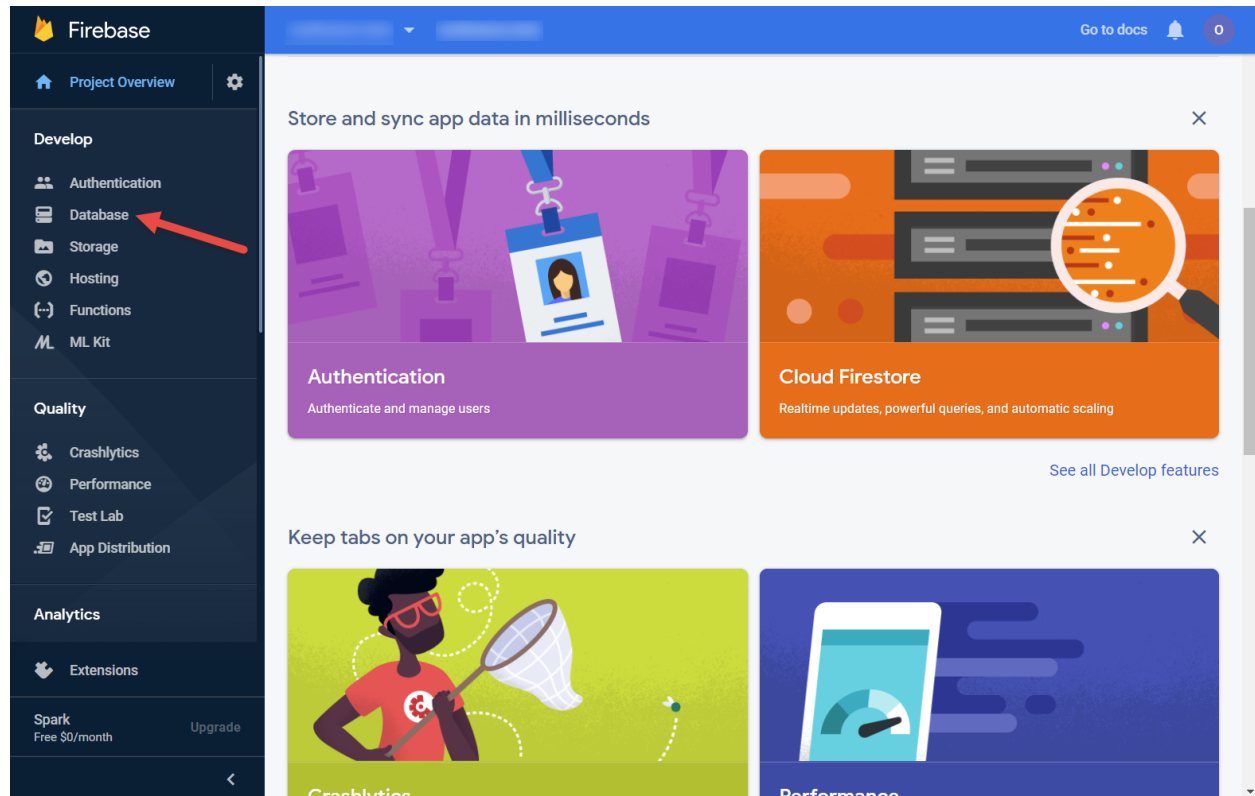 Firebase
Go to docs
O
Project Overview
Develop
Authentication
Database
Storage
Hosting
Functions
ML Kit
Quality
Crashlytics
Performance
Test Lab
App Distribution
Analytics
Extensions
Spark
Free $0/month
Upgrade
Store and sync app data in milliseconds
Authentication
Authenticate and manage users
Cloud Firestore
Realtime updates, powerful queries, and automatic scaling
See all Develop features
Keep tabs on your app's quality
Crashlytics
Performance